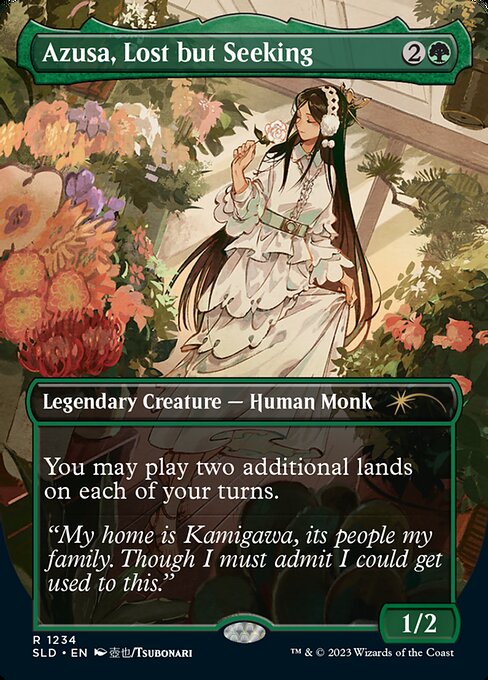 Azusa, Lost but Seeking 2
Legendary Creature — Human Monk
You may play two additional lands
on each of your turns.
“My home is Kamigawa, its people my
family. Though I must admit I could get
used to this.”
1/2
R 1234
SLD • EN 壺也/Tsubonari
™ & © 2023 Wizards of the Coast